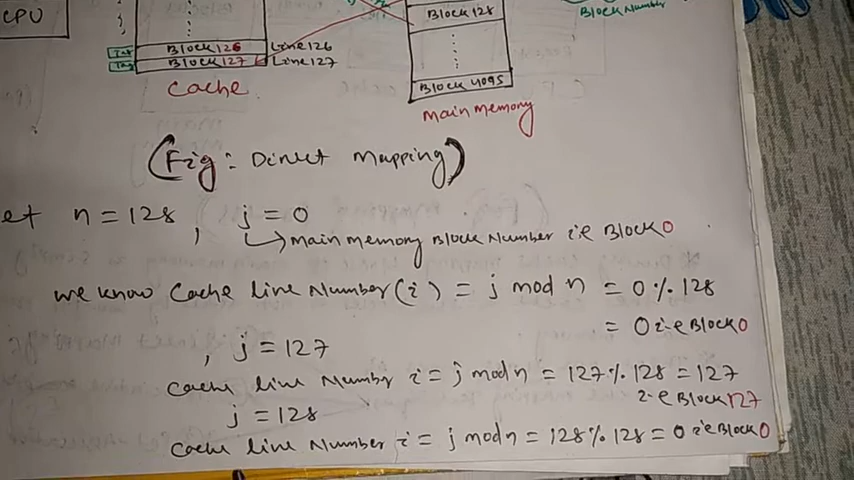 CPU
Block 128
Block Number
Tag Block 126 Line 126
Tag Block 127 Line 127
Block 4095
Cache
main memory
(Fig: Direct Mapping)
et n = 128, j = 0
main memory Block Number i.e Block 0
we know Cache line Number (i) = j mod n = 0 % 128
= 0 i-e Block 0
, j = 127
Cache line Number i = j mod n = 127 % 128 = 127
i-e Block 127
j = 128
Cache line Number i = j mod n = 128 % 128 = 0 i.e Block 0